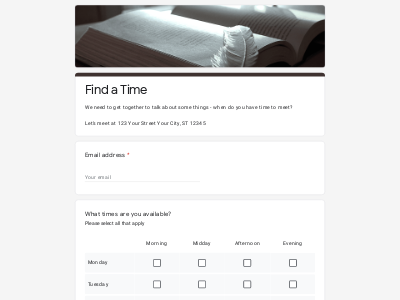 Find a Time
We need to get together to talk about some things - when do you have time to meet?
Let's meet at: 123 Your Street Your City, ST 12345
Email address *
Your email
What times are you available?
Please select all that apply
Morning Midday Afternoon Evening
Monday
Tuesday